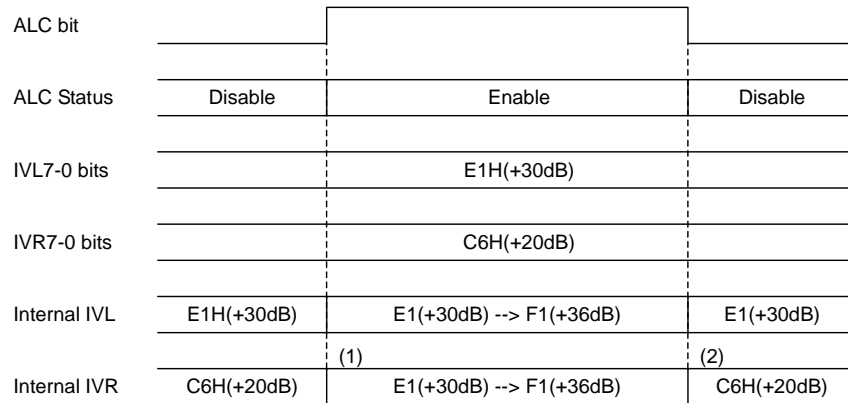 ALC bit
ALC Status Disable Enable Disable
IVL7-0 bits E1H(+30dB)
IVR7-0 bits C6H(+20dB)
Internal IVL E1H(+30dB) E1(+30dB) --> F1(+36dB) E1(+30dB)
(1) (2)
Internal IVR C6H(+20dB) E1(+30dB) --> F1(+36dB) C6H(+20dB)